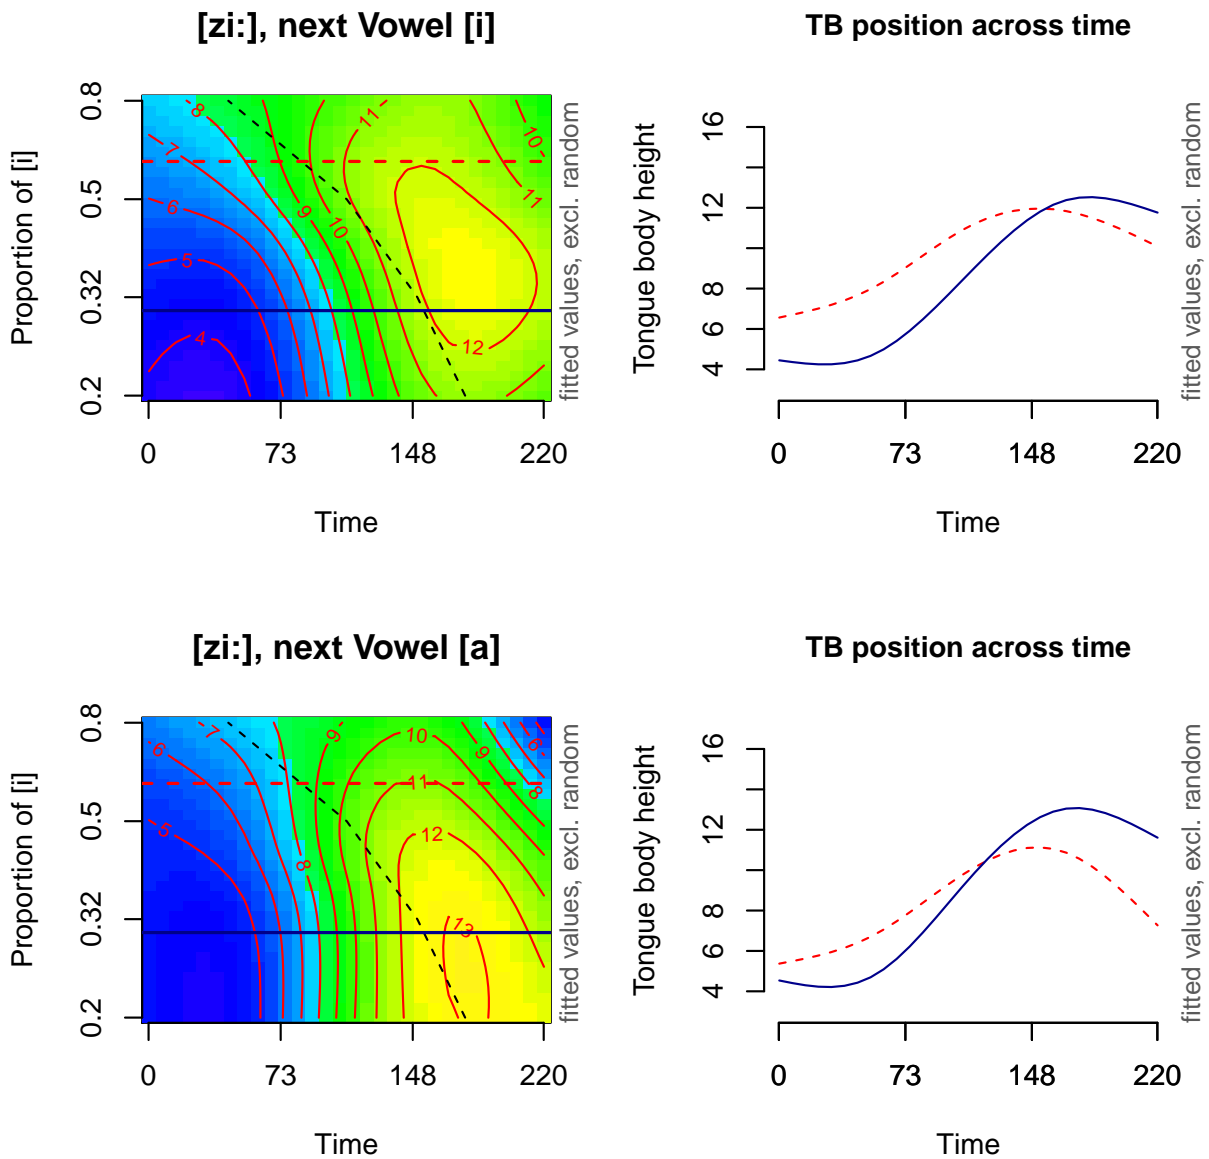 [zi:], next Vowel [i]
Proportion of [i]
0.8
0.5
0.32
0.2
8
7
6
5
4
9
10
11
12
10
11
0 73 148 220
Time
fitted values, excl. random
TB position across time
Tongue body height
16
12
8
6
4
0 73 148 220
Time
fitted values, excl. random
[zi:], next Vowel [a]
Proportion of [i]
0.8
0.5
0.32
0.2
7
6
5
8
9
10
11
12
13
9
8
6
0 73 148 220
Time
fitted values, excl. random
TB position across time
Tongue body height
16
12
8
6
4
0 73 148 220
Time
fitted values, excl. random